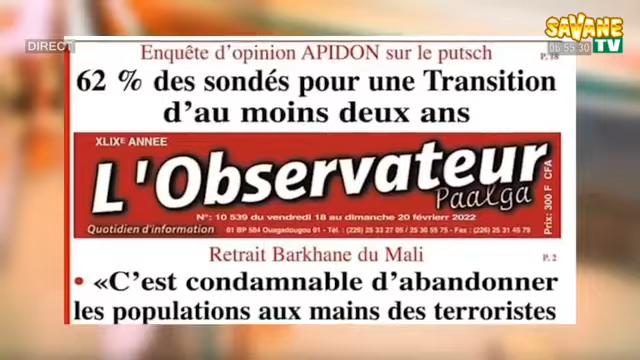 DIRECT
SAVANE
TV
06:55:30
Enquête d'opinion APIDON sur le putsch
P. 18
62 % des sondés pour une Transition
d'au moins deux ans
XLIXᴱ ANNEE
L'Observateur
Paalga
Prix: 300 F CFA
N°: 10 539 du vendredi 18 au dimanche 20 février 2022
Quotidien d'information
01 BP 584 Ouagadougou 01 - Tél. : (226) 25 33 27 05 / 25 36 55 75 - Fax : (226) 25 31 45 79
Retrait Barkhane du Mali
P. 2
• «C'est condamnable d'abandonner
les populations aux mains des terroristes